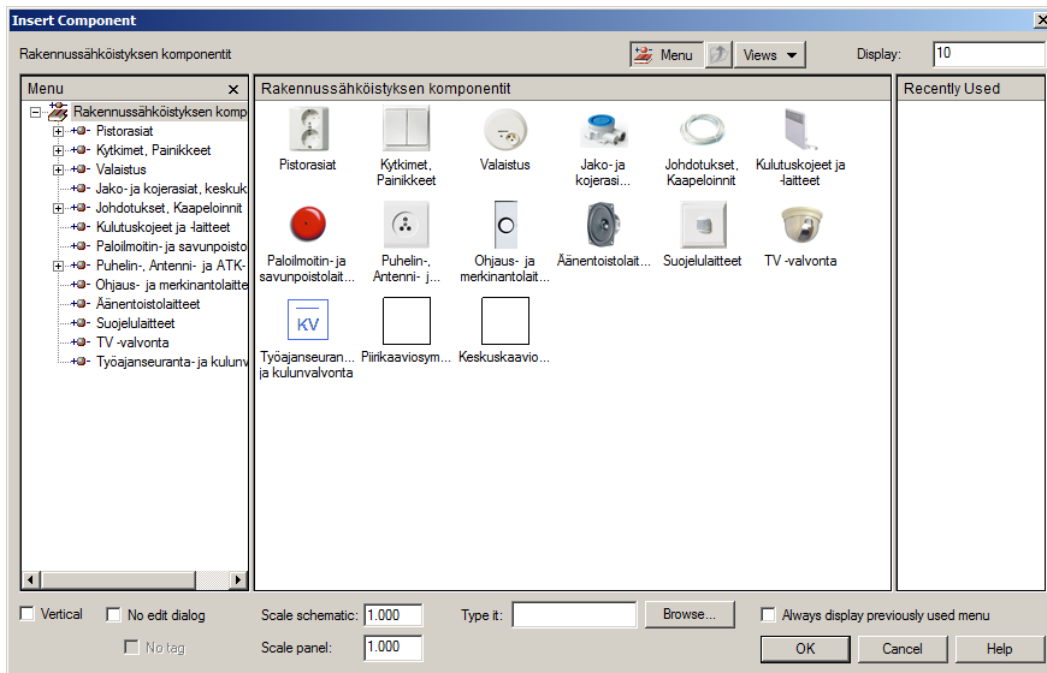 Insert Component
Rakennussähköistyksen komponentit
Menu
Views
Display:
10
Menu
Rakennussähköistyksen komp
Pistorasiat
Kytkimet, Painikkeet
Valaistus
Jako- ja kojerasiat, keskuk
Johdotukset, Kaapeloinnit
Kulutuskojeet ja -laitteet
Paloilmoitin- ja savunpoisto
Puhelin-, Antenni- ja ATK-
Ohjaus- ja merkinantolaitte
Äänentoistolaitteet
Suojelulaitteet
TV -valvonta
Työajanseuranta- ja kulunv
Rakennussähköistyksen komponentit
Pistorasiat
Kytkimet,
Painikkeet
Valaistus
Jako- ja
kojerasi...
Johdotukset,
Kaapeloinnit
Kulutuskojeet ja
-laitteet
Paloilmoitin- ja
savunpoistolait...
Puhelin-,
Antenni- j...
Ohjaus- ja
merkinantolait...
Äänentoistolait...
Suojelulaitteet
TV -valvonta
KV
Työajanseuran...
ja kulunvalvonta
Piirikaaviosym...
Keskuskaavio...
Recently Used
Vertical
No edit dialog
No tag
Scale schematic:
1.000
Scale panel:
1.000
Type it:
Browse...
Always display previously used menu
OK
Cancel
Help